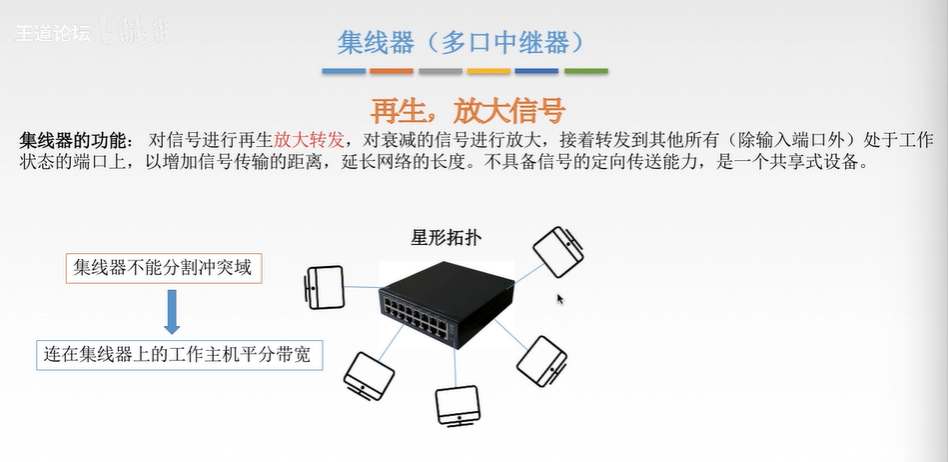 王道论坛
集线器（多口中继器）
再生，放大信号
集线器的功能： 对信号进行再生放大转发，对衰减的信号进行放大，接着转发到其他所有（除输入端口外）处于工作
状态的端口上，以增加信号传输的距离，延长网络的长度。不具备信号的定向传送能力，是一个共享式设备。
星形拓扑
集线器不能分割冲突域
连在集线器上的工作主机平分带宽